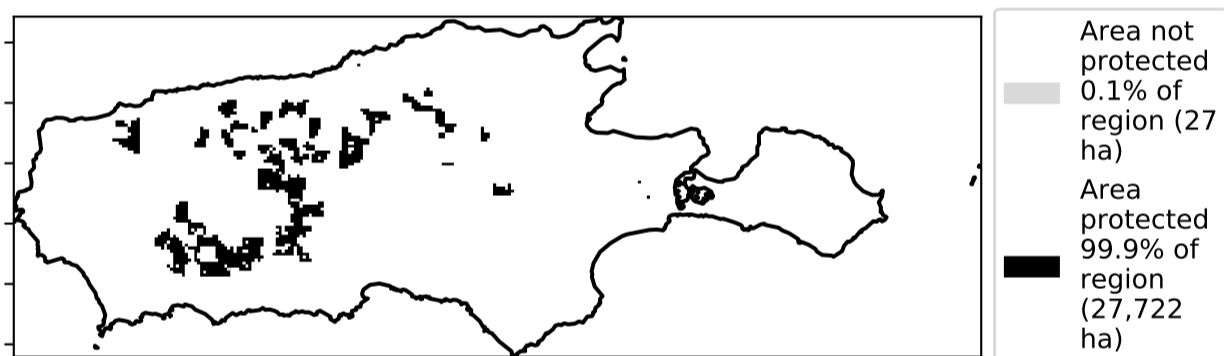 Area not
protected
0.1% of
region (27
ha)
Area
protected
99.9% of
region
(27,722
ha)